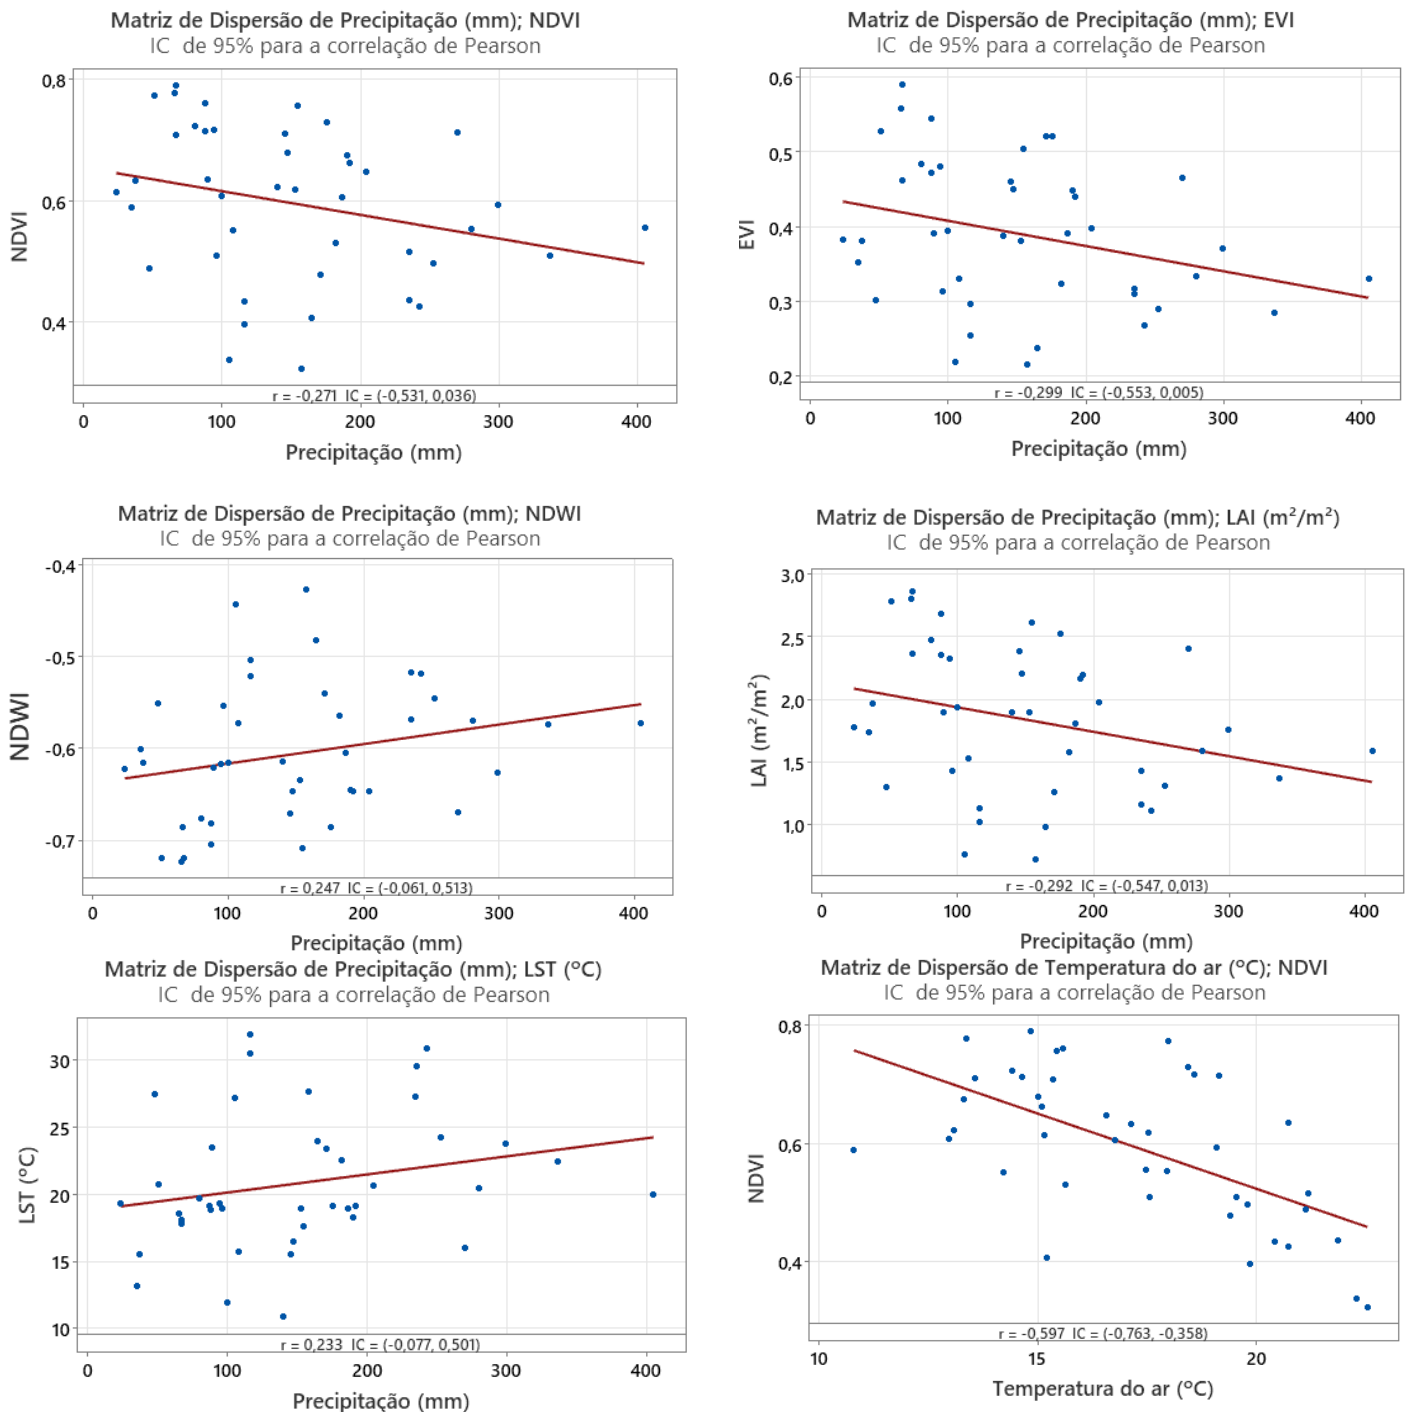 Matriz de Dispersão de Precipitação (mm); NDVI
IC de 95% para a correlação de Pearson
0,8
0,6
0,4
NDVI
r = -0,271 IC = (-0,531, 0,036)
0 100 200 300 400
Precipitação (mm)
Matriz de Dispersão de Precipitação (mm); EVI
IC de 95% para a correlação de Pearson
0,6
0,5
0,4
0,3
0,2
EVI
r = -0,299 IC = (-0,553, 0,005)
0 100 200 300 400
Precipitação (mm)
Matriz de Dispersão de Precipitação (mm); NDWI
IC de 95% para a correlação de Pearson
-0,4
-0,5
-0,6
-0,7
NDWI
r = 0,247 IC = (-0,061, 0,513)
0 100 200 300 400
Precipitação (mm)
Matriz de Dispersão de Precipitação (mm); LAI (m²/m²)
IC de 95% para a correlação de Pearson
3,0
2,5
2,0
1,5
1,0
LAI (m²/m²)
r = -0,292 IC = (-0,547, 0,013)
0 100 200 300 400
Precipitação (mm)
Matriz de Dispersão de Precipitação (mm); LST (ºC)
IC de 95% para a correlação de Pearson
30
25
20
15
10
LST (ºC)
r = 0,233 IC = (-0,077, 0,501)
0 100 200 300 400
Precipitação (mm)
Matriz de Dispersão de Temperatura do ar (ºC); NDVI
IC de 95% para a correlação de Pearson
0,8
0,6
0,4
NDVI
r = -0,597 IC = (-0,763, -0,358)
10 15 20
Temperatura do ar (ºC)